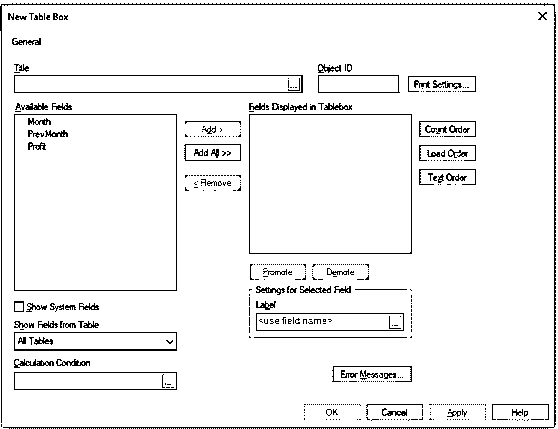 New Table Box
General
Title
Object ID
...
Print Settings...
Available Fields
Fields Displayed in Tablebox
Month
PrevMonth
Profit
Add >
Add All >>
< Remove
Count Order
Load Order
Text Order
Promote
Demote
Settings for Selected Field
Label
<use field name>
...
Show System Fields
Show Fields from Table
All Tables
Calculation Condition
...
Error Messages...
OK
Cancel
Apply
Help